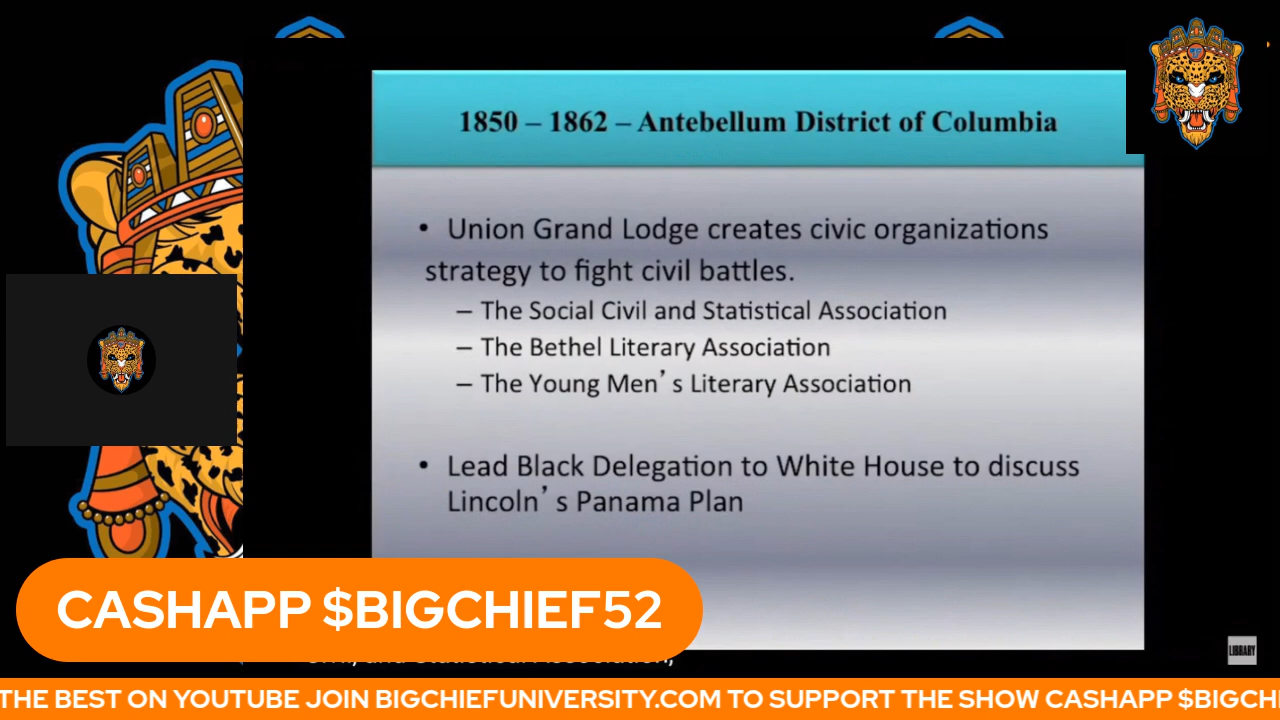 1850 – 1862 – Antebellum District of Columbia
• Union Grand Lodge creates civic organizations
strategy to fight civil battles.
– The Social Civil and Statistical Association
– The Bethel Literary Association
– The Young Men’s Literary Association
• Lead Black Delegation to White House to discuss
Lincoln’s Panama Plan
CASHAPP $BIGCHIEF52
LIBRARY
THE BEST ON YOUTUBE JOIN BIGCHIEFUNIVERSITY.COM TO SUPPORT THE SHOW CASHAPP $BIGCH